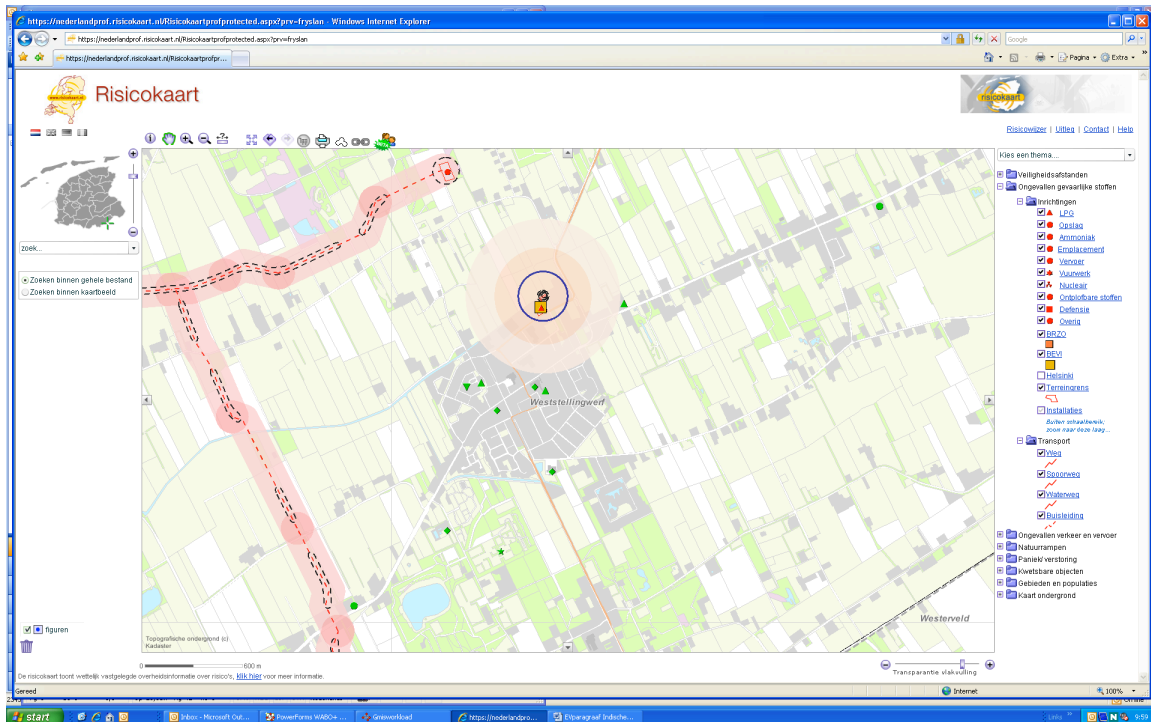 https://nederlandprof.risicokaart.nl/Risicokaartprofprotected.aspx?prv=fryslan - Windows Internet Explorer
https://nederlandprof.risicokaart.nl/Risicokaartprofprotected.aspx?prv=fryslan
Google
https://nederlandprof.risicokaart.nl/Risicokaartprofpr...
Pagina
Extra
www.risicokaart.nl
Risicokaart
risicokaart
Risicowijzer | Uitleg | Contact | Help
Kies een thema....
zoek...
Zoeken binnen gehele bestand
Zoeken binnen kaartbeeld
Veiligheidsafstanden
Ongevallen gevaarlijke stoffen
Inrichtingen
LPG
Opslag
Ammoniak
Emplacement
Vervoer
Vuurwerk
Nucleair
Ontplofbare stoffen
Defensie
Overig
BRZO
BEVI
Helsinki
Terreingrens
Installaties
Buiten schaalbereik,
zoom naar deze laag...
Transport
Weg
Spoorweg
Waterweg
Buisleiding
Ongevallen verkeer en vervoer
Natuurrampen
Paniek/ verstoring
Kwetsbare objecten
Gebieden en populaties
Kaart ondergrond
Weststellingwerf
Westerveld
figuren
Topografische ondergrond (c)
Kadaster
0 600 m
Transparantie vlakvulling
De risicokaart toont wettelijk vastgelegde overheidsinformatie over risico's, klik hier voor meer informatie.
Gereed
Internet
100%
start
Inbox - Microsoft Out...
PowerForms WABO+ ...
Gmisworkload
https://nederlandpro...
EVparagraaf Indische...
Links
9:59